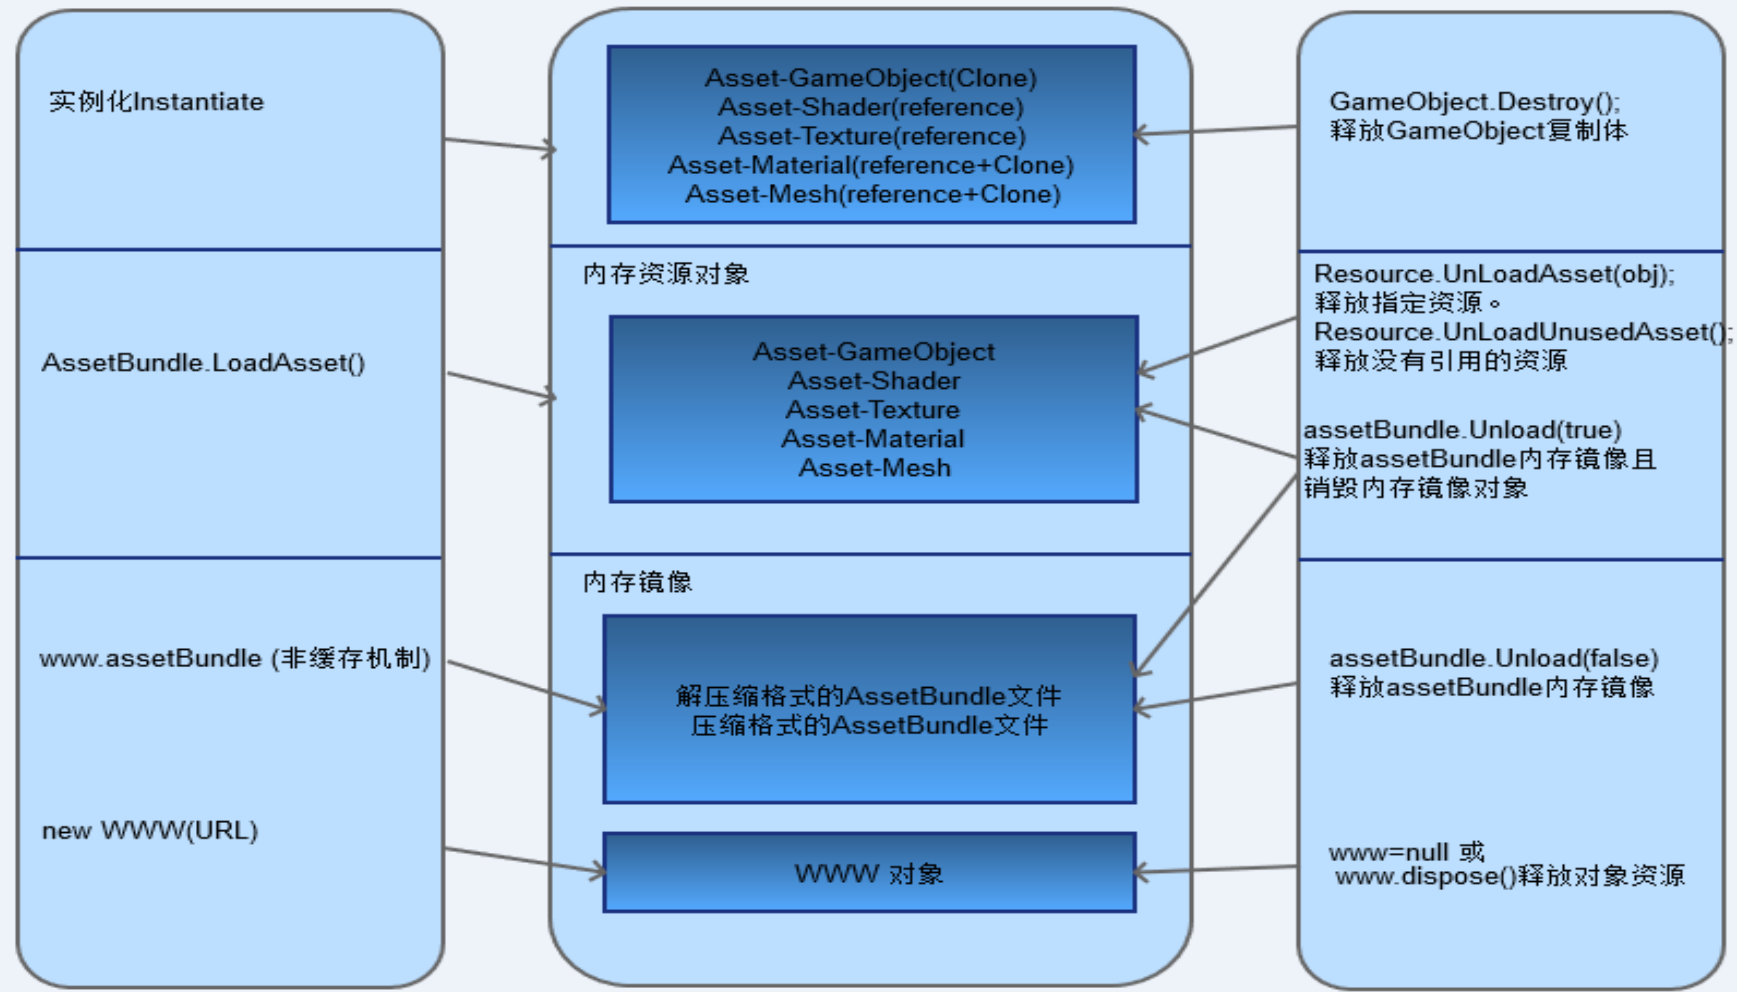 实例化Instantiate
AssetBundle.LoadAsset()
www.assetBundle (非缓存机制)
new WWW(URL)
Asset-GameObject(Clone)
Asset-Shader(reference)
Asset-Texture(reference)
Asset-Material(reference+Clone)
Asset-Mesh(reference+Clone)
内存资源对象
Asset-GameObject
Asset-Shader
Asset-Texture
Asset-Material
Asset-Mesh
内存镜像
解压缩格式的AssetBundle文件
压缩格式的AssetBundle文件
WWW 对象
GameObject.Destroy();
释放GameObject复制体
Resource.UnLoadAsset(obj);
释放指定资源。
Resource.UnLoadUnusedAsset();
释放没有引用的资源
assetBundle.Unload(true)
释放assetBundle内存镜像且
销毁内存镜像对象
assetBundle.Unload(false)
释放assetBundle内存镜像
www=null 或
www.dispose()释放对象资源